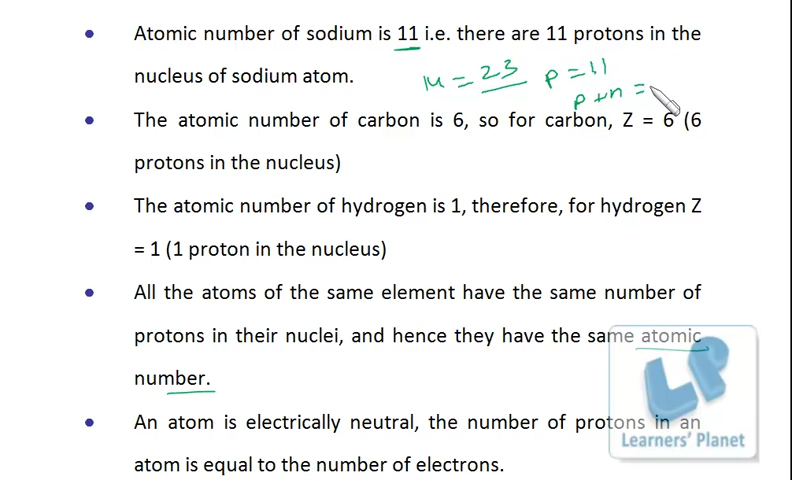 • Atomic number of sodium is 11 i.e. there are 11 protons in the
nucleus of sodium atom.
M = 23 p = 11
p + n =
• The atomic number of carbon is 6, so for carbon, Z = 6 (6
protons in the nucleus)
• The atomic number of hydrogen is 1, therefore, for hydrogen Z
= 1 (1 proton in the nucleus)
• All the atoms of the same element have the same number of
protons in their nuclei, and hence they have the same atomic
number.
• An atom is electrically neutral, the number of protons in an
atom is equal to the number of electrons.
LP
Learners' Planet